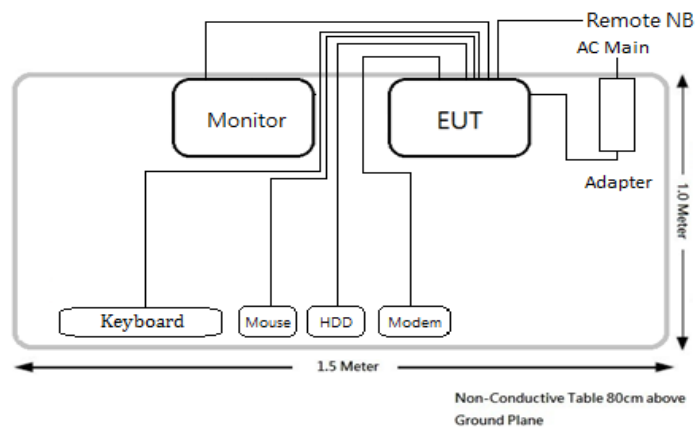 Remote NB
AC Main
Monitor
EUT
Adapter
1.0 Meter
Keyboard
Mouse
HDD
Modem
1.5 Meter
Non-Conductive Table 80cm above
Ground Plane